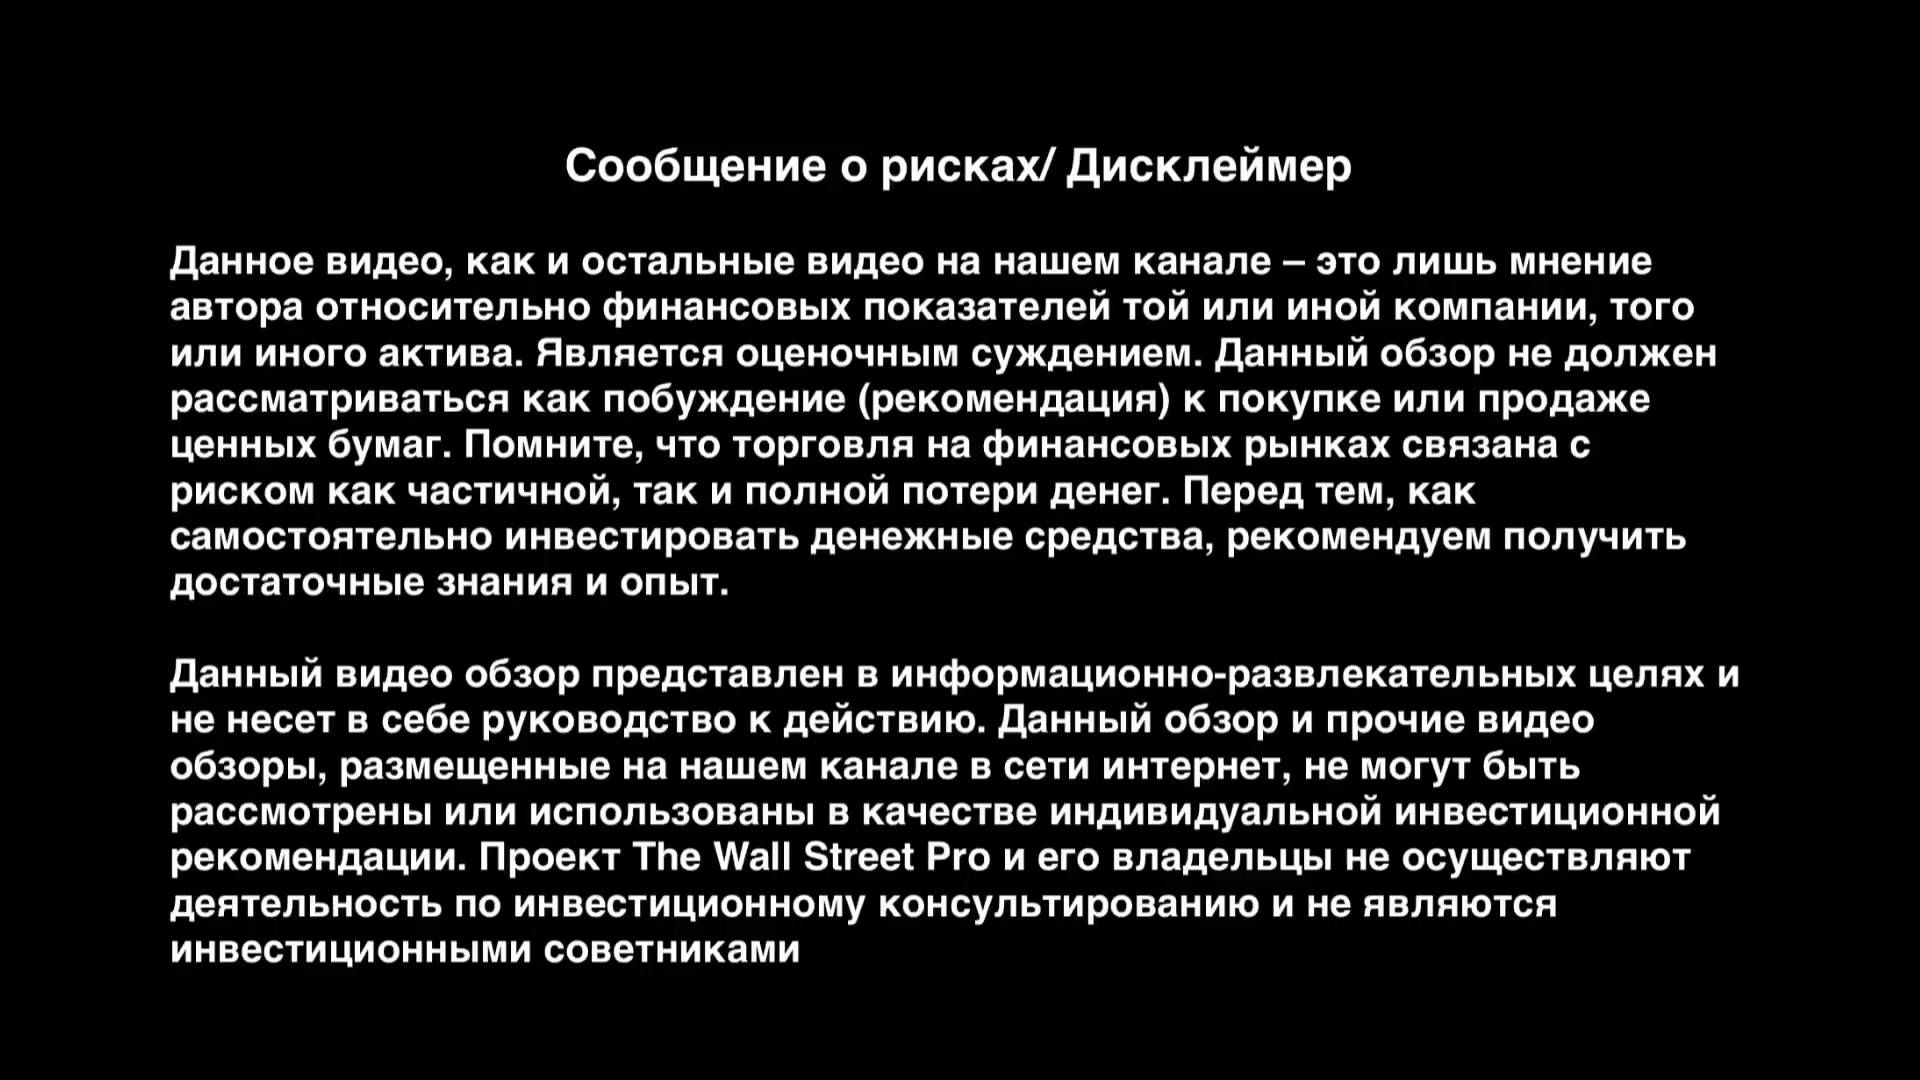 Сообщение о рисках/ Дисклеймер
Данное видео, как и остальные видео на нашем канале – это лишь мнение
автора относительно финансовых показателей той или иной компании, того
или иного актива. Является оценочным суждением. Данный обзор не должен
рассматриваться как побуждение (рекомендация) к покупке или продаже
ценных бумаг. Помните, что торговля на финансовых рынках связана с
риском как частичной, так и полной потери денег. Перед тем, как
самостоятельно инвестировать денежные средства, рекомендуем получить
достаточные знания и опыт.
Данный видео обзор представлен в информационно-развлекательных целях и
не несет в себе руководство к действию. Данный обзор и прочие видео
обзоры, размещенные на нашем канале в сети интернет, не могут быть
рассмотрены или использованы в качестве индивидуальной инвестиционной
рекомендации. Проект The Wall Street Pro и его владельцы не осуществляют
деятельность по инвестиционному консультированию и не являются
инвестиционными советниками